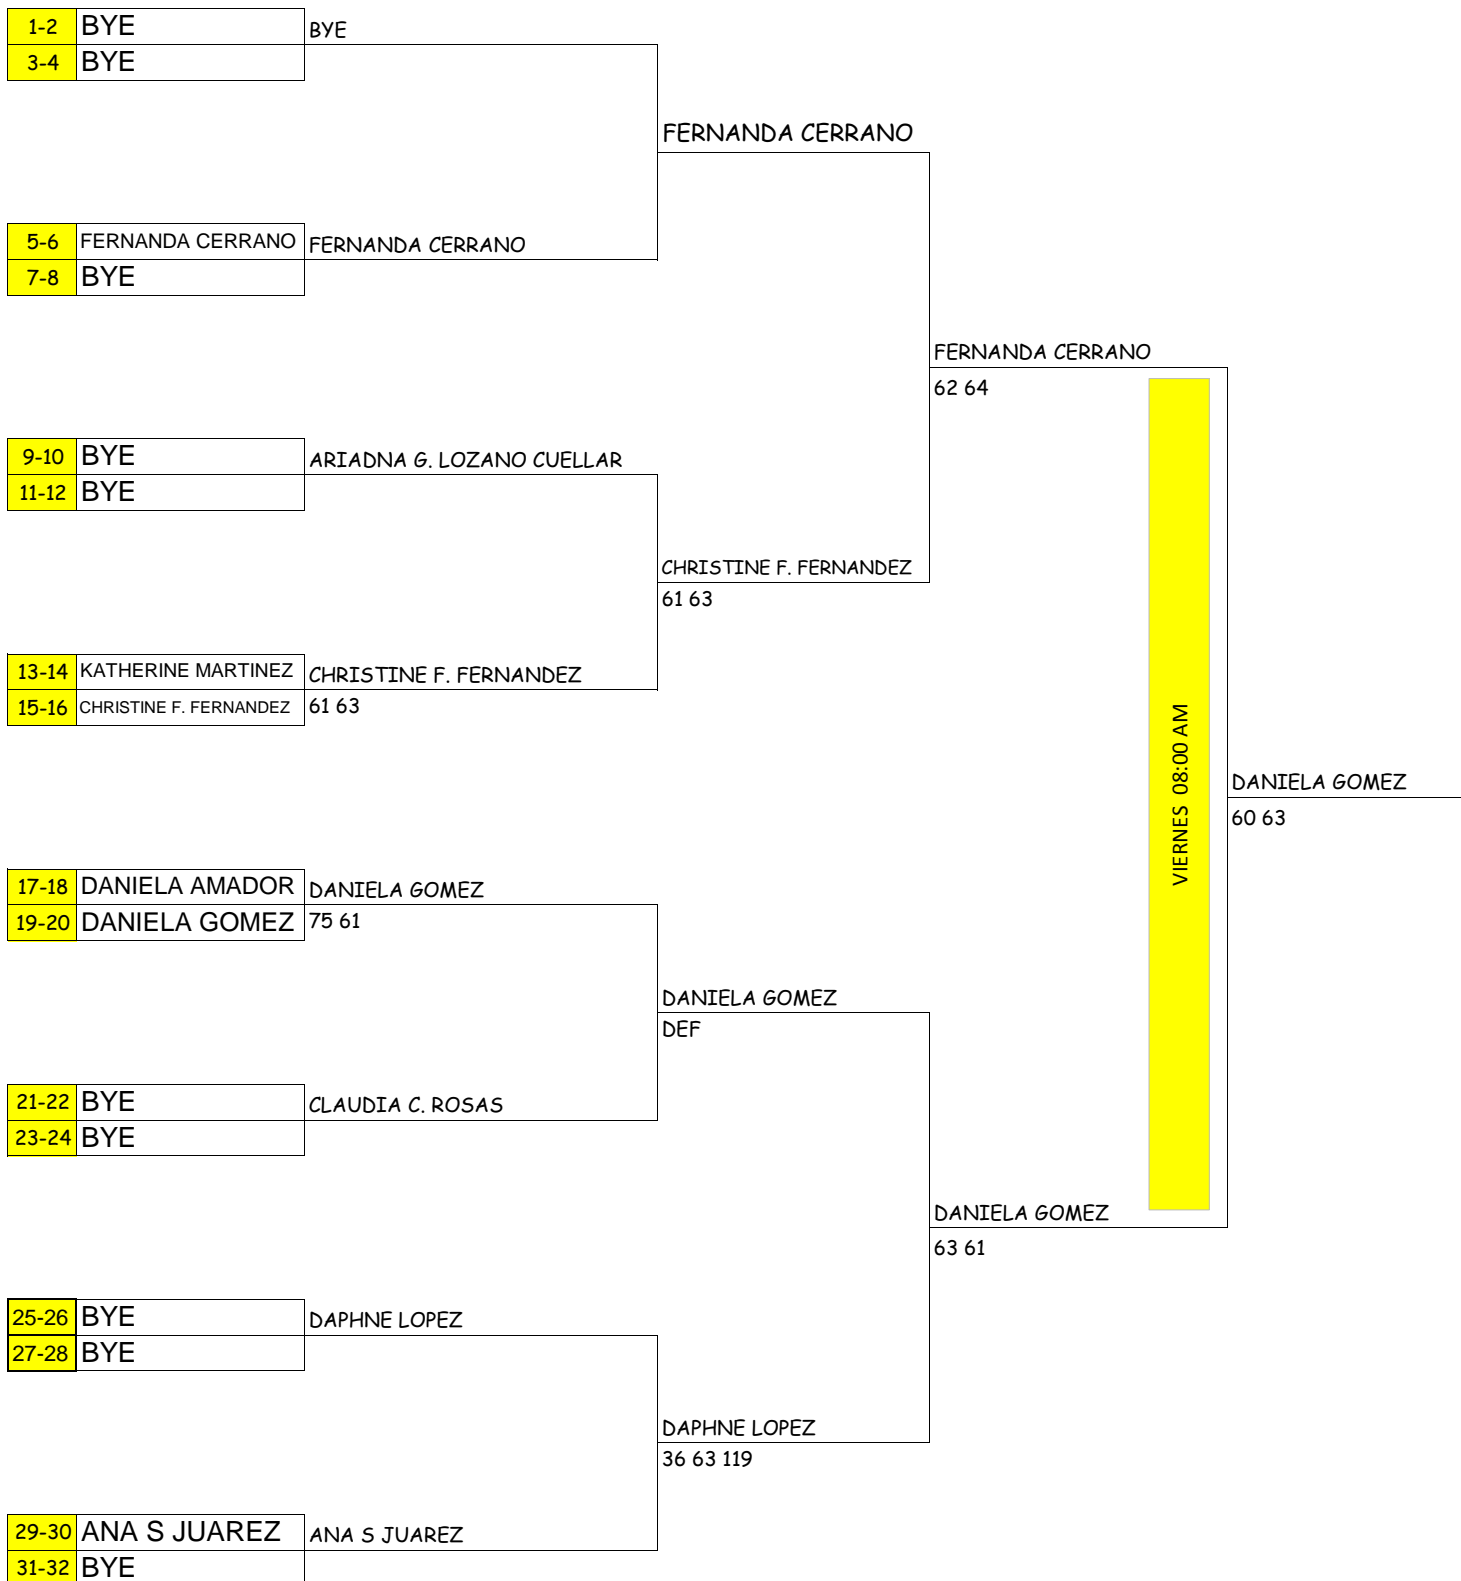 1-2 BYE
BYE
3-4 BYE
FERNANDA CERRANO
5-6 FERNANDA CERRANO
FERNANDA CERRANO
7-8 BYE
FERNANDA CERRANO
62 64
9-10 BYE
ARIADNA G. LOZANO CUELLAR
11-12 BYE
CHRISTINE F. FERNANDEZ
61 63
13-14 KATHERINE MARTINEZ
CHRISTINE F. FERNANDEZ
15-16 CHRISTINE F. FERNANDEZ
61 63
VIERNES 08:00 AM
DANIELA GOMEZ
60 63
17-18 DANIELA AMADOR
DANIELA GOMEZ
19-20 DANIELA GOMEZ
75 61
DANIELA GOMEZ
DEF
21-22 BYE
CLAUDIA C. ROSAS
23-24 BYE
DANIELA GOMEZ
63 61
25-26 BYE
DAPHNE LOPEZ
27-28 BYE
DAPHNE LOPEZ
36 63 119
29-30 ANA S JUAREZ
ANA S JUAREZ
31-32 BYE